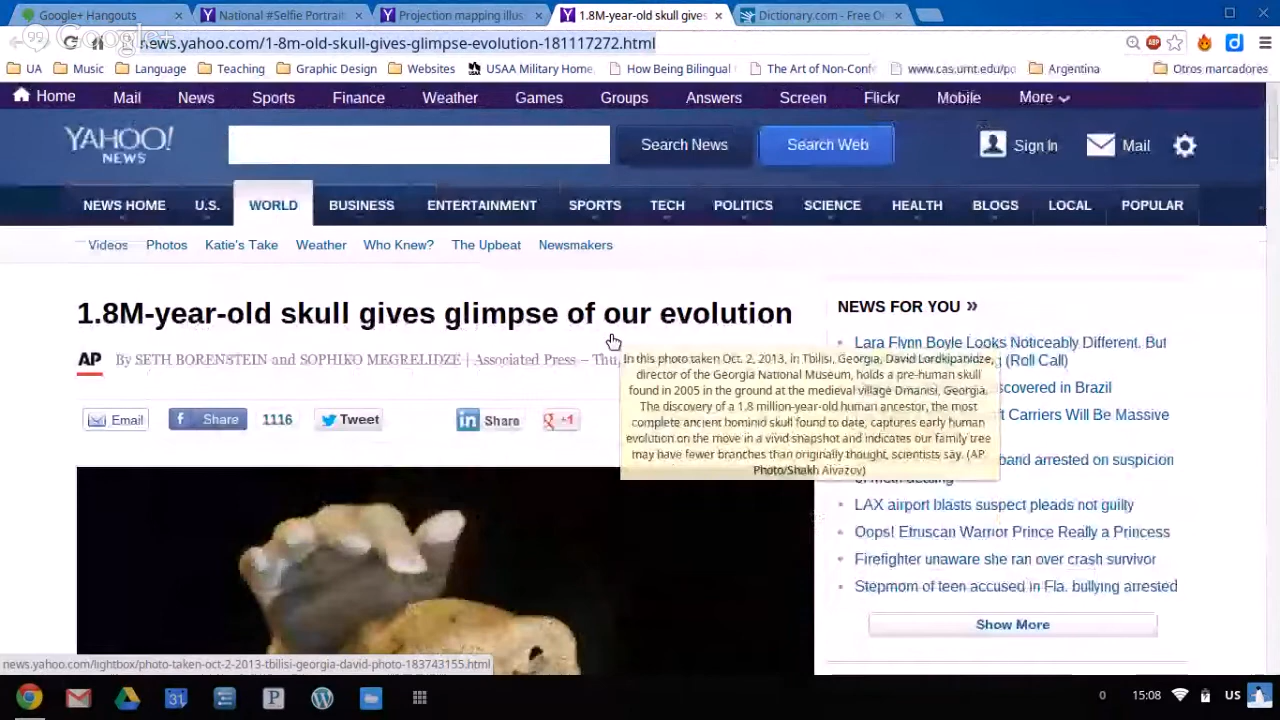 Google+ Hangouts
National #Selfie Portrait
Projection mapping illus
1.8M-year-old skull gives
Dictionary.com - Free O
Google+
news.yahoo.com/1-8m-old-skull-gives-glimpse-evolution-181117272.html
ABP
UA
Music
Language
Teaching
Graphic Design
Websites
USAA Military Home
How Being Bilingual
The Art of Non-Confo
www.cas.umt.edu/po
Argentina
Otros marcadores
Home
Mail
News
Sports
Finance
Weather
Games
Groups
Answers
Screen
Flickr
Mobile
More
YAHOO!
NEWS
Search News
Search Web
Sign In
Mail
NEWS HOME
U.S.
WORLD
BUSINESS
ENTERTAINMENT
SPORTS
TECH
POLITICS
SCIENCE
HEALTH
BLOGS
LOCAL
POPULAR
Videos
Photos
Katie's Take
Weather
Who Knew?
The Upbeat
Newsmakers
1.8M-year-old skull gives glimpse of our evolution
AP
By SETH BORENSTEIN and SOPHIKO MEGRELIDZE | Associated Press – Thu,
Email
Share
1116
Tweet
Share
+1
In this photo taken Oct. 2, 2013, in Tbilisi, Georgia, David Lordkipanidze,
director of the Georgia National Museum, holds a pre-human skull
found in 2005 in the ground at the medieval village Dmanisi, Georgia.
The discovery of a 1.8 million-year-old human ancestor, the most
complete ancient hominid skull found to date, captures early human
evolution on the move in a vivid snapshot and indicates our family tree
may have fewer branches than originally thought, scientists say. (AP
Photo/Shakh Aivazov)
NEWS FOR YOU »
Lara Flynn Boyle Looks Noticeably Different. But
(Roll Call)
scovered in Brazil
Carriers Will Be Massive
band arrested on suspicion
of meth dealing
LAX airport blasts suspect pleads not guilty
Oops! Etruscan Warrior Prince Really a Princess
Firefighter unaware she ran over crash survivor
Stepmom of teen accused in Fla. bullying arrested
Show More
news.yahoo.com/lightbox/photo-taken-oct-2-2013-tbilisi-georgia-david-photo-183743155.html
31
P
0
15:08
US